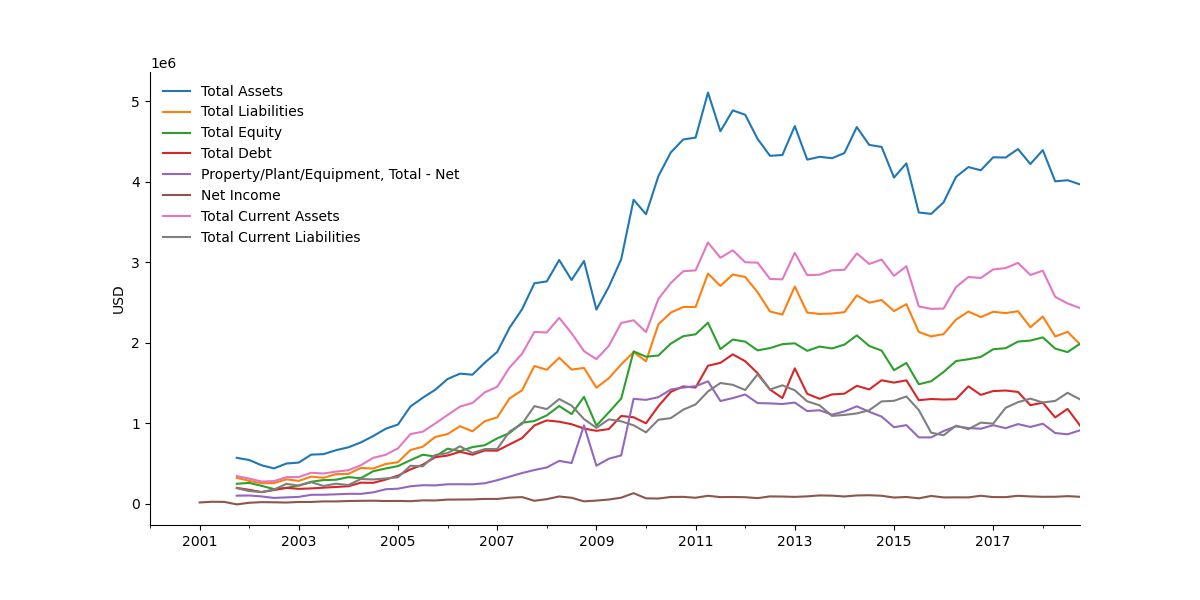 1e6
5
4
3
2
1
0
USD
Total Assets
Total Liabilities
Total Equity
Total Debt
Property/Plant/Equipment, Total - Net
Net Income
Total Current Assets
Total Current Liabilities
2001 2003 2005 2007 2009 2011 2013 2015 2017